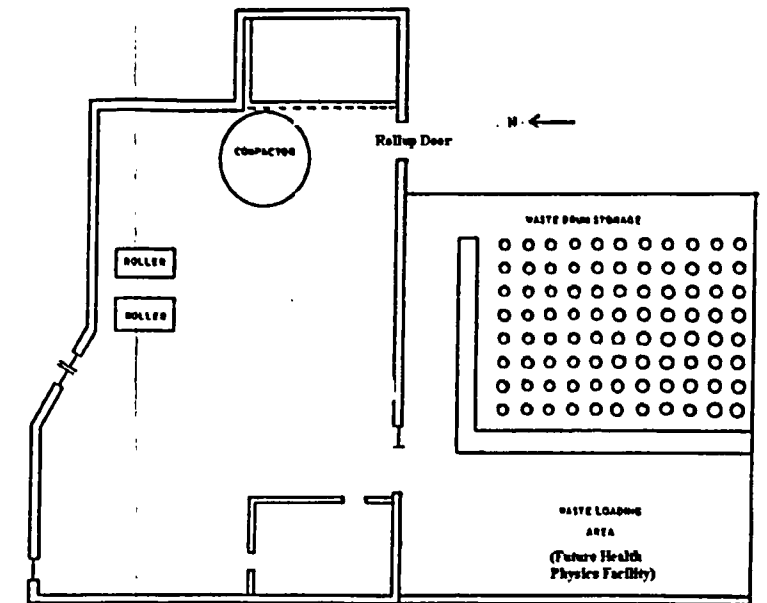 N
COMPACTOR
Rollup Door
WASTE DRUM STORAGE
ROLLER
ROLLER
WASTE LOADING
AREA
(Future Health
Physics Facility)